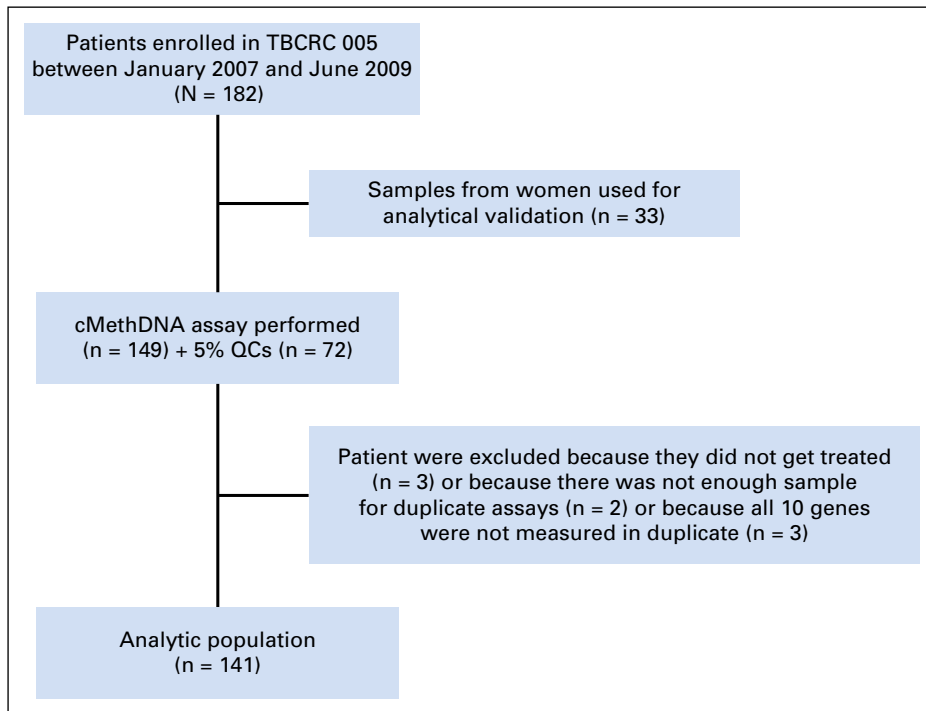 Patients enrolled in TBCRC 005
between January 2007 and June 2009
(N = 182)
Samples from women used for
analytical validation (n = 33)
cMethDNA assay performed
(n = 149) + 5% QCs (n = 72)
Patient were excluded because they did not get treated
(n = 3) or because there was not enough sample
for duplicate assays (n = 2) or because all 10 genes
were not measured in duplicate (n = 3)
Analytic population
(n = 141)